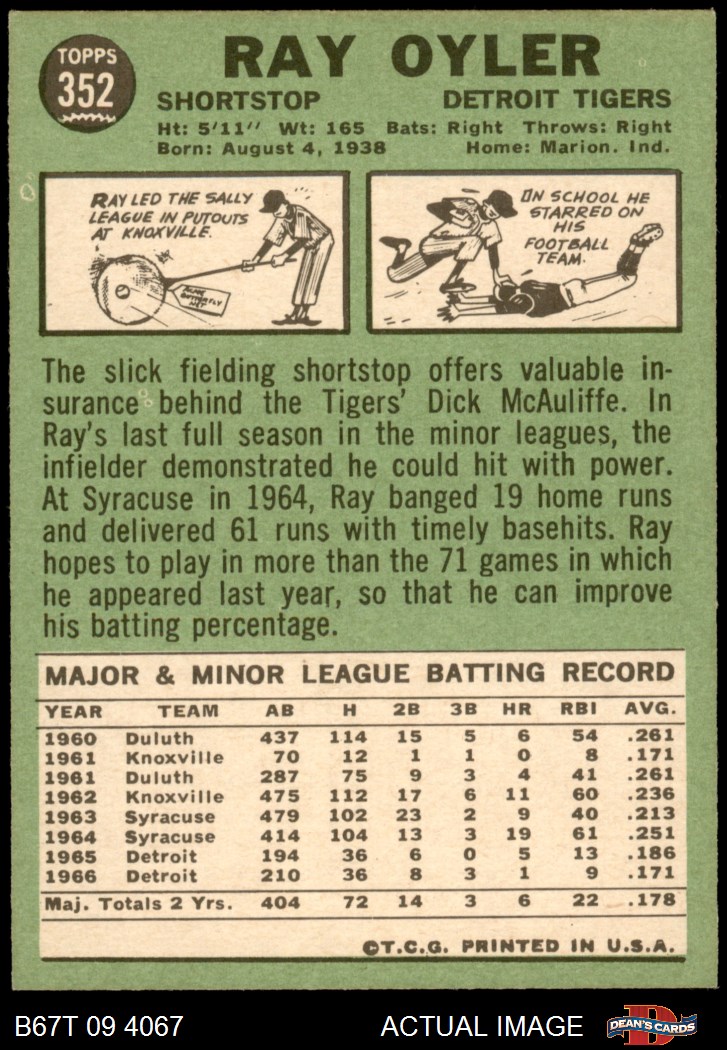 TOPPS
352
RAY OYLER
SHORTSTOP DETROIT TIGERS
Ht: 5'11" Wt: 165 Bats: Right Throws: Right
Born: August 4, 1938 Home: Marion. Ind.
RAY LED THE SALLY
LEAGUE IN PUTOUTS
AT KNOXVILLE.
IN SCHOOL HE
STARRED ON
HIS
FOOTBALL
TEAM.
The slick fielding shortstop offers valuable in-
surance behind the Tigers' Dick McAuliffe. In
Ray's last full season in the minor leagues, the
infielder demonstrated he could hit with power.
At Syracuse in 1964, Ray banged 19 home runs
and delivered 61 runs with timely basehits. Ray
hopes to play in more than the 71 games in which
he appeared last year, so that he can improve
his batting percentage.
MAJOR & MINOR LEAGUE BATTING RECORD
YEAR TEAM AB H 2B 3B HR RBI AVG.
1960 Duluth 437 114 15 5 6 54 .261
1961 Knoxville 70 12 1 1 0 8 .171
1961 Duluth 287 75 9 3 4 41 .261
1962 Knoxville 475 112 17 6 11 60 .236
1963 Syracuse 479 102 23 2 9 40 .213
1964 Syracuse 414 104 13 3 19 61 .251
1965 Detroit 194 36 6 0 5 13 .186
1966 Detroit 210 36 8 3 1 9 .171
Maj. Totals 2 Yrs. 404 72 14 3 6 22 .178
©T.C.G. PRINTED IN U.S.A.
B67T 09 4067 ACTUAL IMAGE DEAN'S CARDS